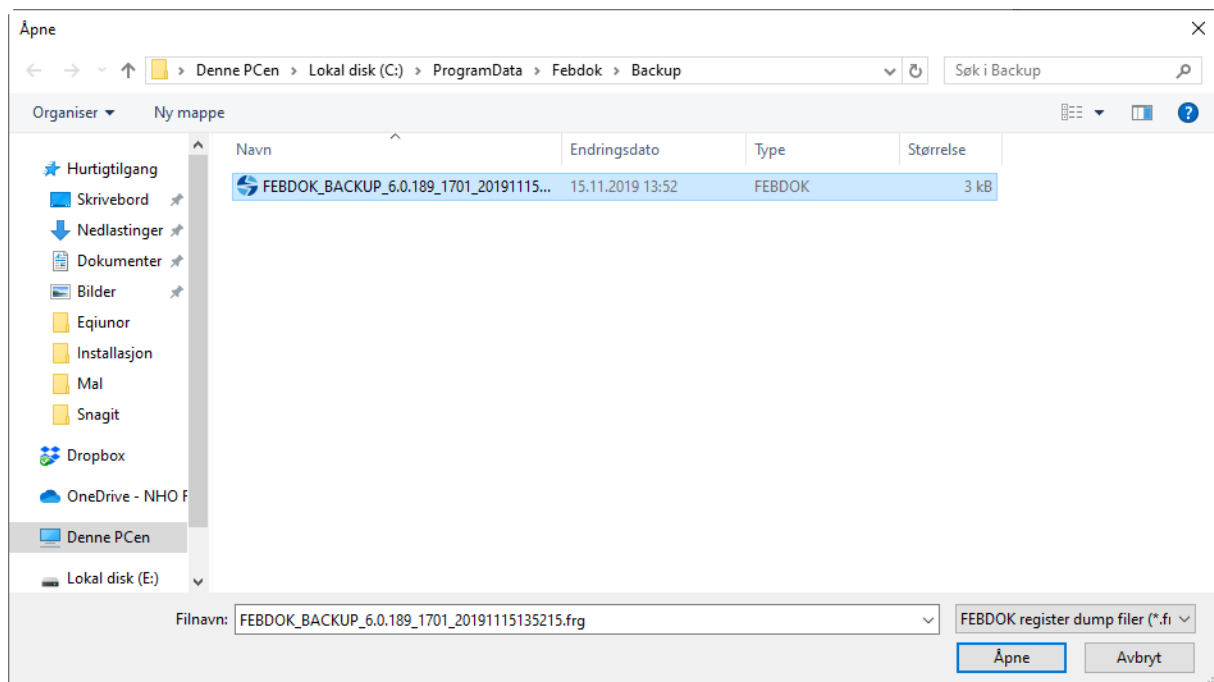 Åpne
Denne PCen > Lokal disk (C:) > ProgramData > Febdok > Backup
Søk i Backup
Organiser
Ny mappe
Navn
Endringsdato
Type
Størrelse
FEBDOK_BACKUP_6.0.189_1701_20191115... 15.11.2019 13:52 FEBDOK 3 kB
Hurtigtilgang
Skrivebord
Nedlastinger
Dokumenter
Bilder
Eqiunor
Installasjon
Mal
Snagit
Dropbox
OneDrive - NHO F
Denne PCen
Lokal disk (E:)
Filnavn: FEBDOK_BACKUP_6.0.189_1701_20191115135215.frg
FEBDOK register dump filer (*.fr
Åpne
Avbryt